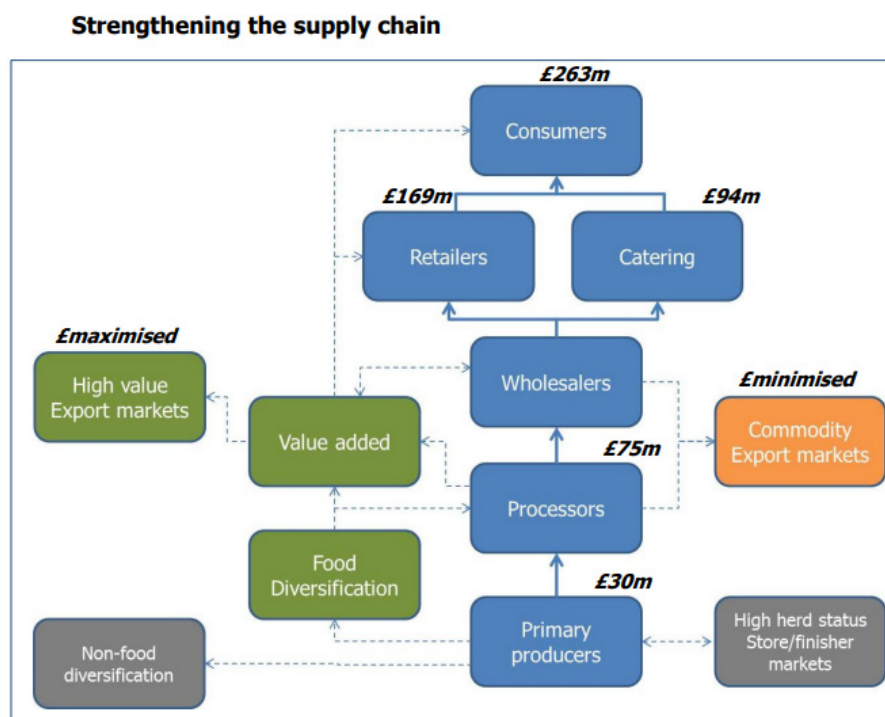 Strengthening the supply chain
£263m
Consumers
£169m
£94m
Retailers
Catering
£maximised
High value
Export markets
Wholesalers
£minimised
Commodity
Export markets
Value added
£75m
Processors
Food
Diversification
£30m
Primary
producers
High herd status
Store/finisher
markets
Non-food
diversification